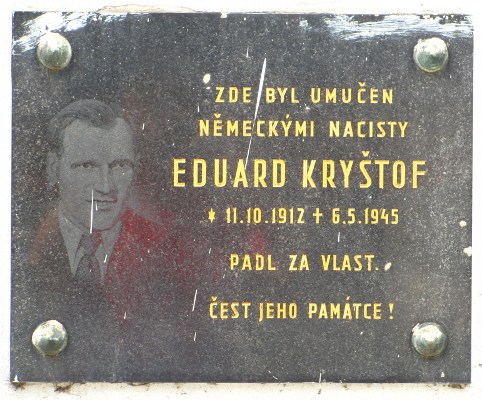 ZDE BYL UMUČEN
NĚMECKÝMI NACISTY
EDUARD KRYŠTOF
* 11.10.1912 + 6.5.1945
PADL ZA VLAST.
ČEST JEHO PAMÁTCE!